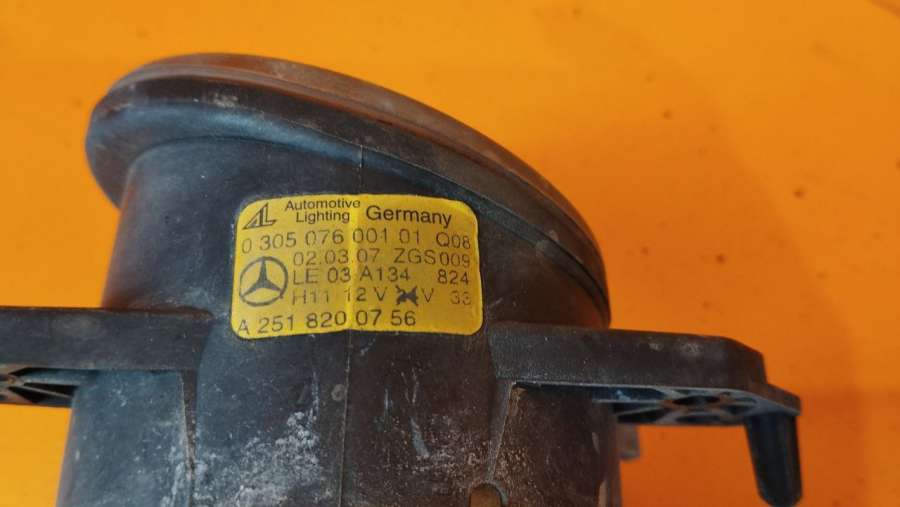 AL Automotive Lighting Germany
0 305 076 001 01 Q08
02.03.07 ZGS009
LE 03 A134 824
H11 12 V V 33
A 251 820 07 56